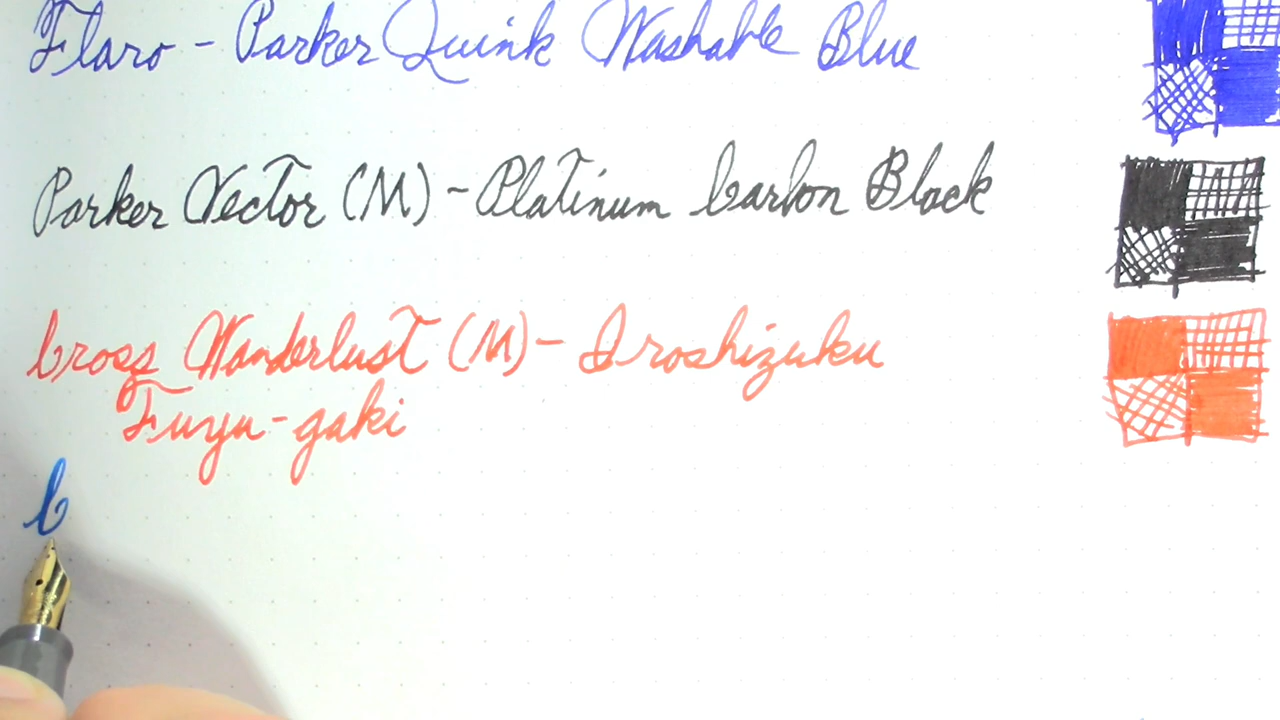 Flaro - Parker Quink Washable Blue
Parker Vector (M) - Platinum Carbon Black
Cross Wanderlust (M) - Iroshizuku
Fuyu-gaki
C